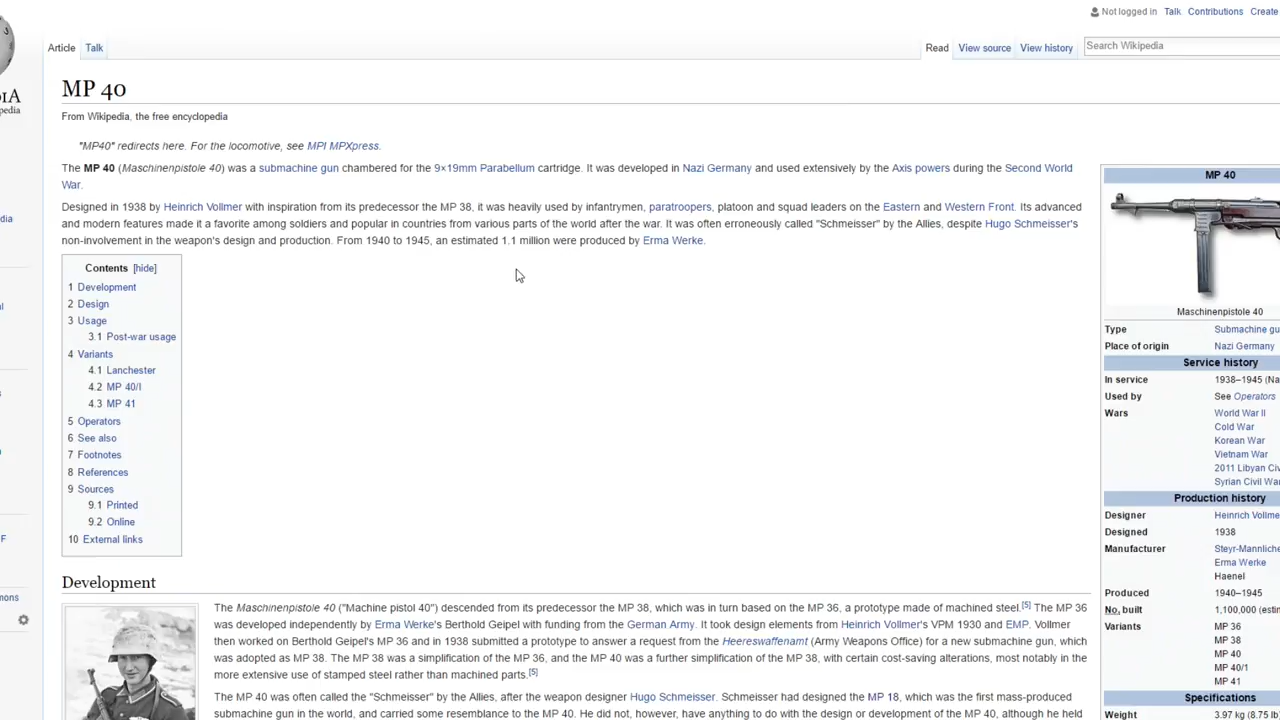 Not logged in Talk Contributions Create
Article Talk
Read View source View history Search Wikipedia
MP 40
From Wikipedia, the free encyclopedia
"MP40" redirects here. For the locomotive, see MPI MPXpress.
The MP 40 (Maschinenpistole 40) was a submachine gun chambered for the 9×19mm Parabellum cartridge. It was developed in Nazi Germany and used extensively by the Axis powers during the Second World
War.
Designed in 1938 by Heinrich Vollmer with inspiration from its predecessor the MP 38, it was heavily used by infantrymen, paratroopers, platoon and squad leaders on the Eastern and Western Front. Its advanced
and modern features made it a favorite among soldiers and popular in countries from various parts of the world after the war. It was often erroneously called "Schmeisser" by the Allies, despite Hugo Schmeisser's
non-involvement in the weapon's design and production. From 1940 to 1945, an estimated 1.1 million were produced by Erma Werke.
Contents [hide]
1 Development
2 Design
3 Usage
3.1 Post-war usage
4 Variants
4.1 Lanchester
4.2 MP 40/I
4.3 MP 41
5 Operators
6 See also
7 Footnotes
8 References
9 Sources
9.1 Printed
9.2 Online
10 External links
Development
The Maschinenpistole 40 ("Machine pistol 40") descended from its predecessor the MP 38, which was in turn based on the MP 36, a prototype made of machined steel.[5] The MP 36
was developed independently by Erma Werke's Berthold Geipel with funding from the German Army. It took design elements from Heinrich Vollmer's VPM 1930 and EMP. Vollmer
then worked on Berthold Geipel's MP 36 and in 1938 submitted a prototype to answer a request from the Heereswaffenamt (Army Weapons Office) for a new submachine gun, which
was adopted as MP 38. The MP 38 was a simplification of the MP 36, and the MP 40 was a further simplification of the MP 38, with certain cost-saving alterations, most notably in the
more extensive use of stamped steel rather than machined parts.[5]
The MP 40 was often called the "Schmeisser" by the Allies, after the weapon designer Hugo Schmeisser. Schmeisser had designed the MP 18, which was the first mass-produced
submachine gun in the world, and carried some resemblance to the MP 40. He did not, however, have anything to do with the design or development of the MP 40, although he held
MP 40
Maschinenpistole 40
Type Submachine gu
Place of origin Nazi Germany
Service history
In service 1938–1945 (Na
Used by See Operators
Wars World War II
Cold War
Korean War
Vietnam War
2011 Libyan Civ
Syrian Civil War
Production history
Designer Heinrich Vollme
Designed 1938
Manufacturer Steyr-Mannliche
Erma Werke
Haenel
Produced 1940–1945
No. built 1,100,000 (estim
Variants MP 36
MP 38
MP 40
MP 40/1
MP 41
Specifications
Weight 3.97 kg (8.75 lb